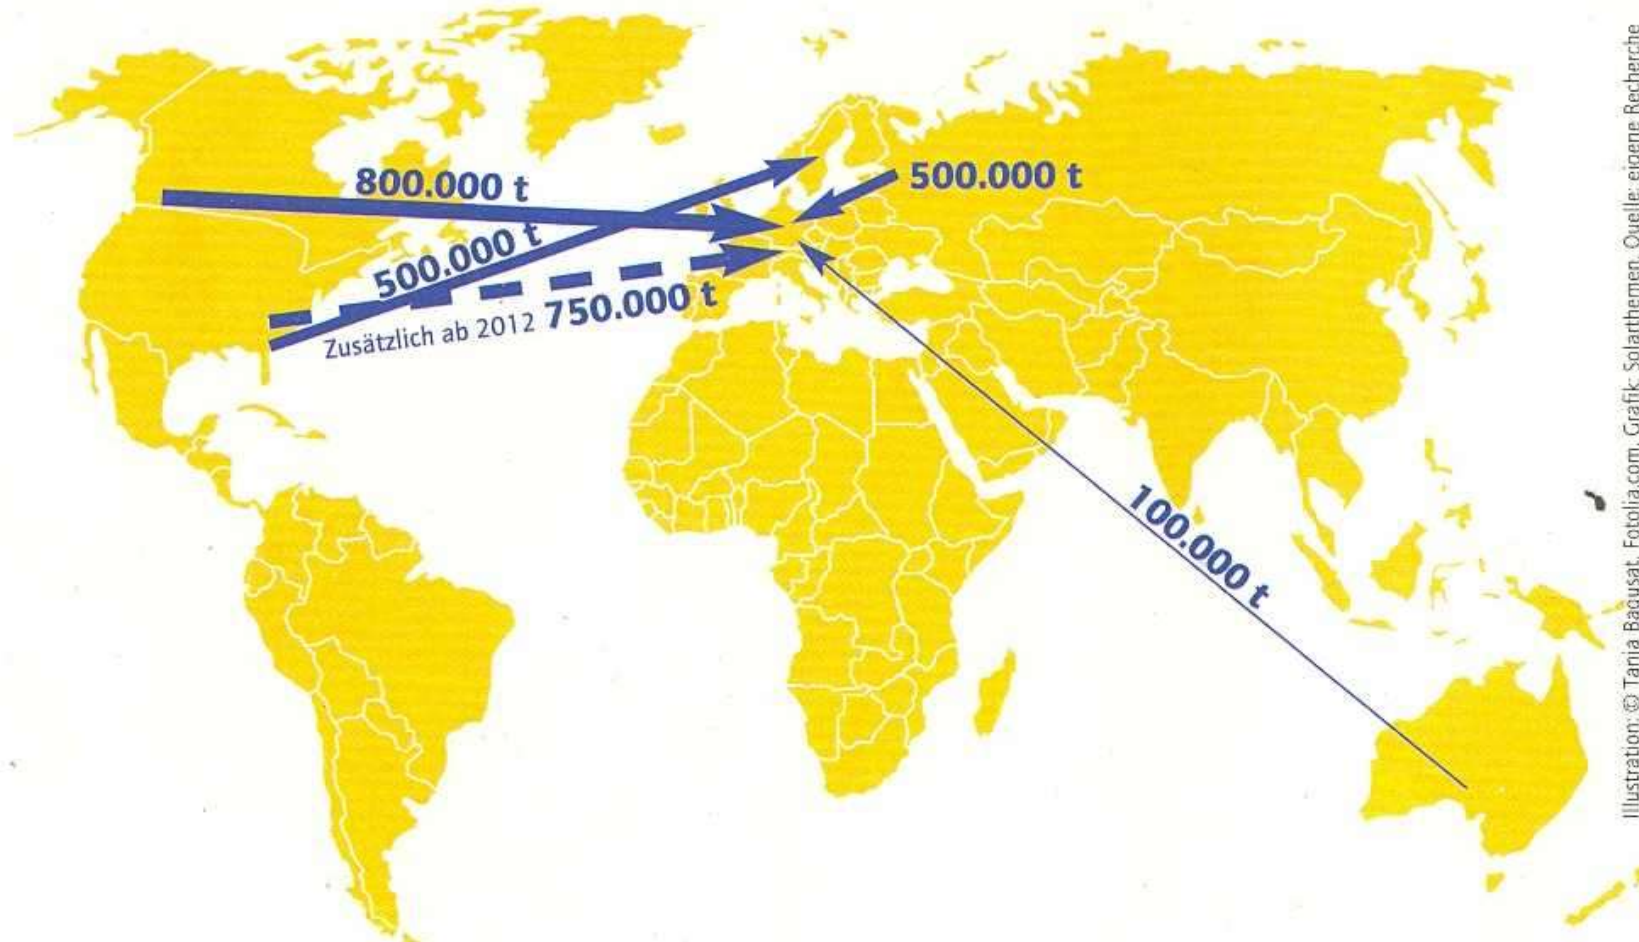 800.000 t
500.000 t
500.000 t
Zusätzlich ab 2012 750.000 t
100.000 t
Illustration: © Tanja Bagusat, Fotolia.com, Grafik: Solarthemen, Quelle: eigene Recherche